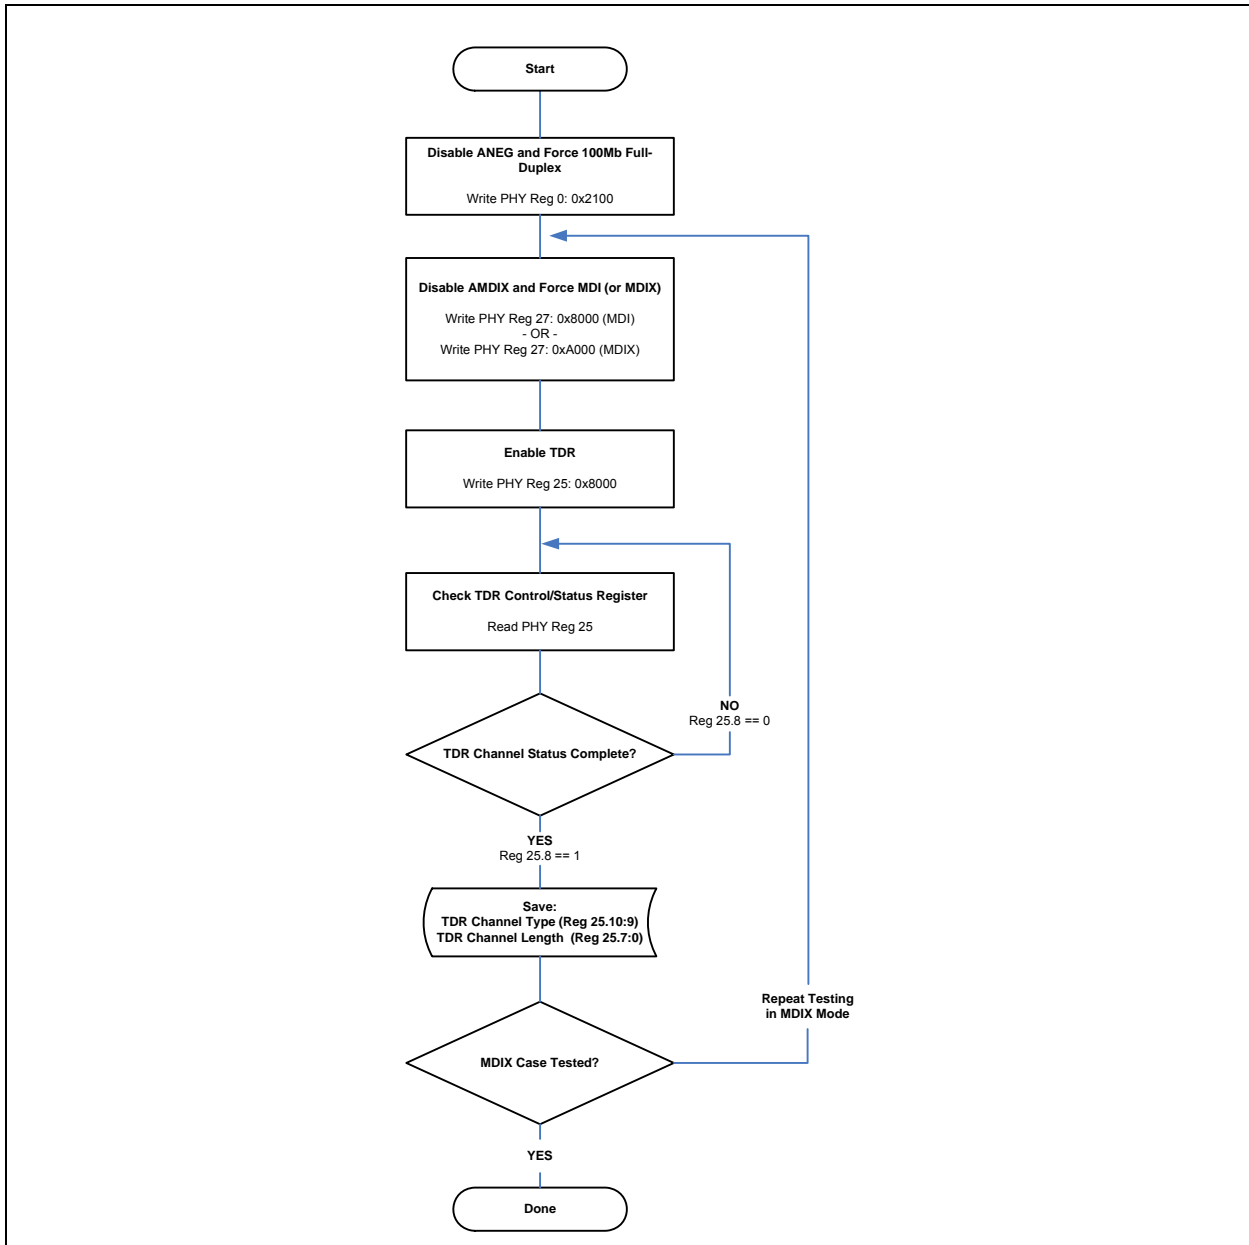 Start
Disable ANEG and Force 100Mb Full-
Duplex
Write PHY Reg 0: 0x2100
Disable AMDIX and Force MDI (or MDIX)
Write PHY Reg 27: 0x8000 (MDI)
- OR -
Write PHY Reg 27: 0xA000 (MDIX)
Enable TDR
Write PHY Reg 25: 0x8000
Check TDR Control/Status Register
Read PHY Reg 25
NO
Reg 25.8 == 0
TDR Channel Status Complete?
YES
Reg 25.8 == 1
Save:
TDR Channel Type (Reg 25.10:9)
TDR Channel Length (Reg 25.7:0)
Repeat Testing
in MDIX Mode
MDIX Case Tested?
YES
Done